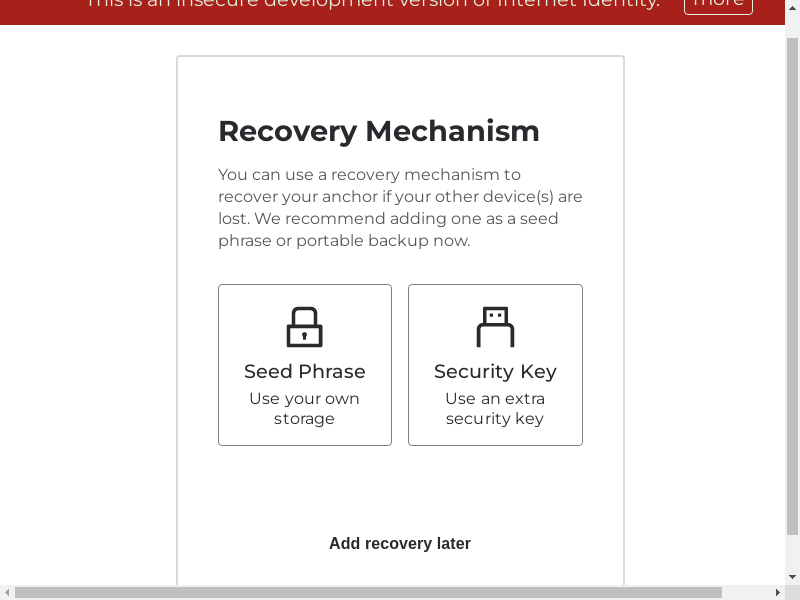 This is an insecure development version of Internet Identity. more
Recovery Mechanism
You can use a recovery mechanism to
recover your anchor if your other device(s) are
lost. We recommend adding one as a seed
phrase or portable backup now.
Seed Phrase
Use your own
storage
Security Key
Use an extra
security key
Add recovery later